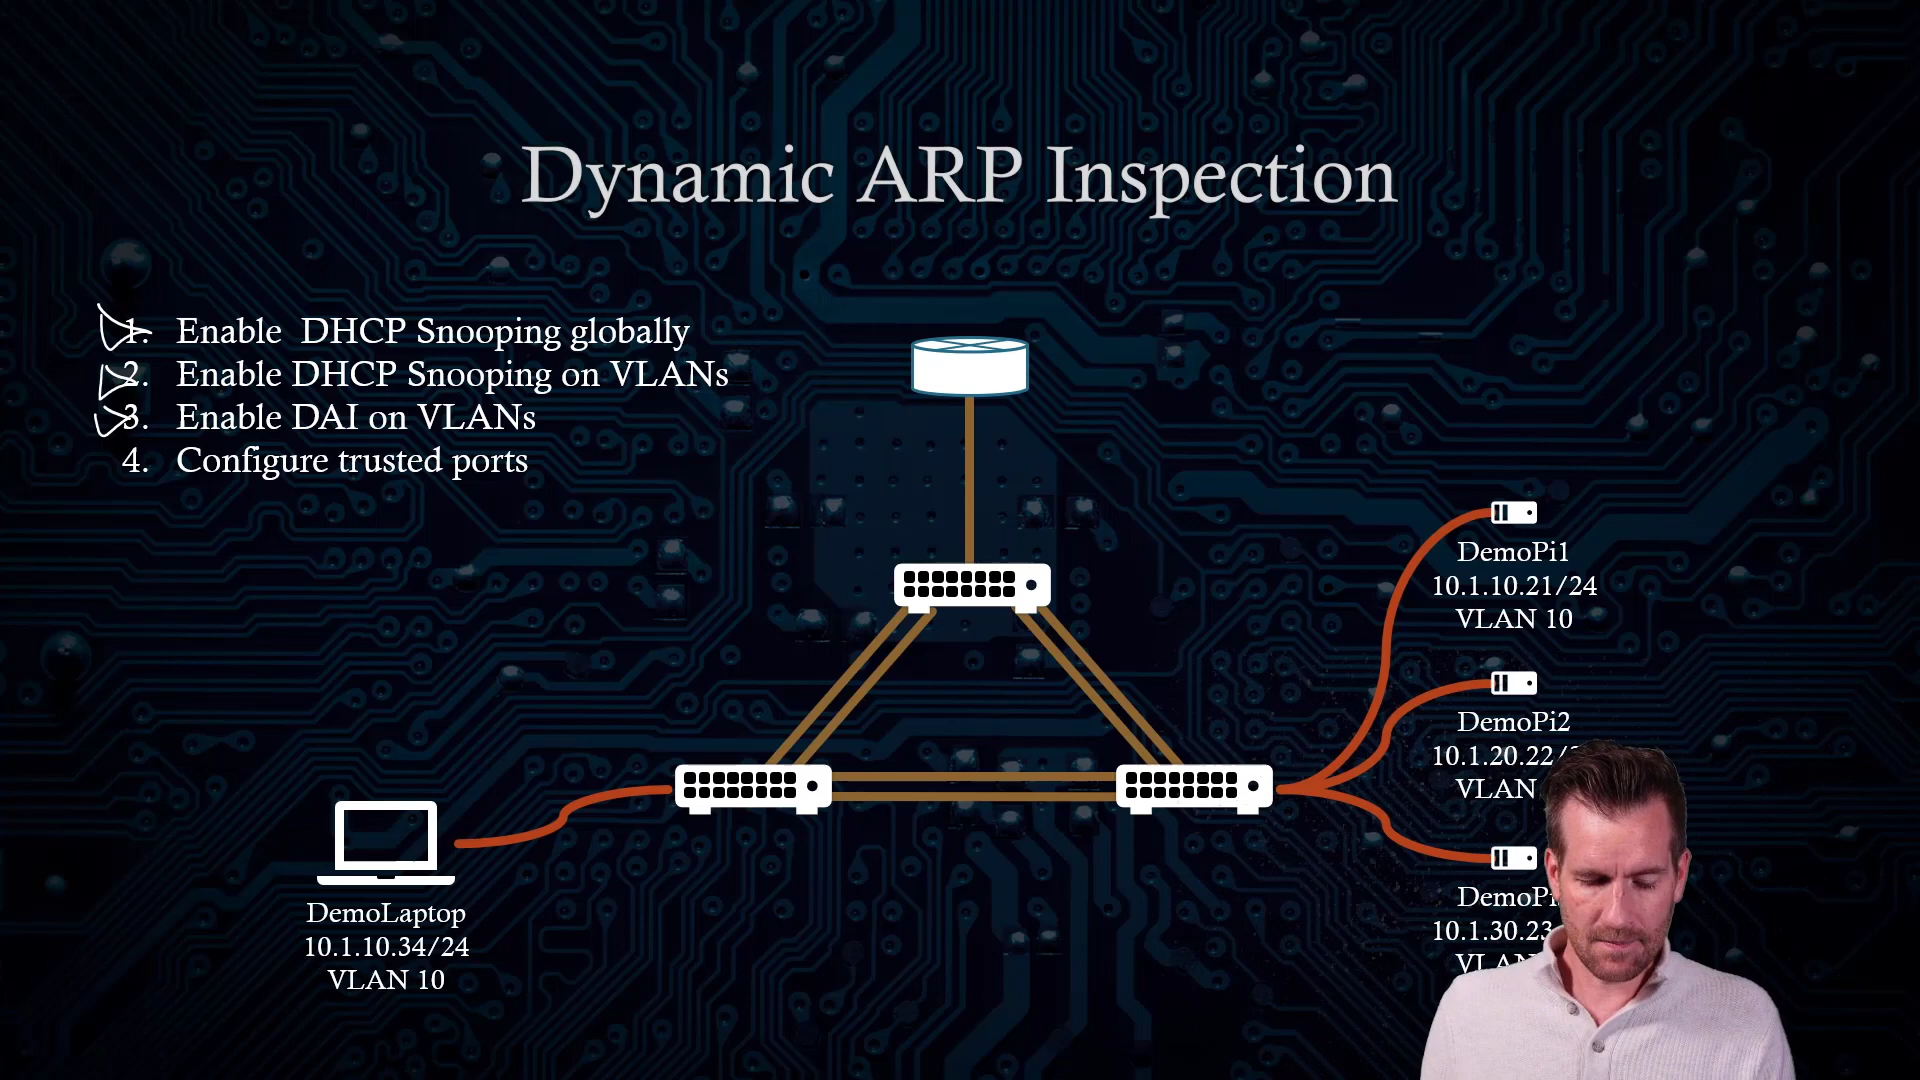 Dynamic ARP Inspection
1. Enable DHCP Snooping globally
2. Enable DHCP Snooping on VLANs
3. Enable DAI on VLANs
4. Configure trusted ports
DemoPi1
10.1.10.21/24
VLAN 10
DemoPi2
10.1.20.22/
VLAN
10.1.30.23
DemoLaptop
10.1.10.34/24
VLAN 10